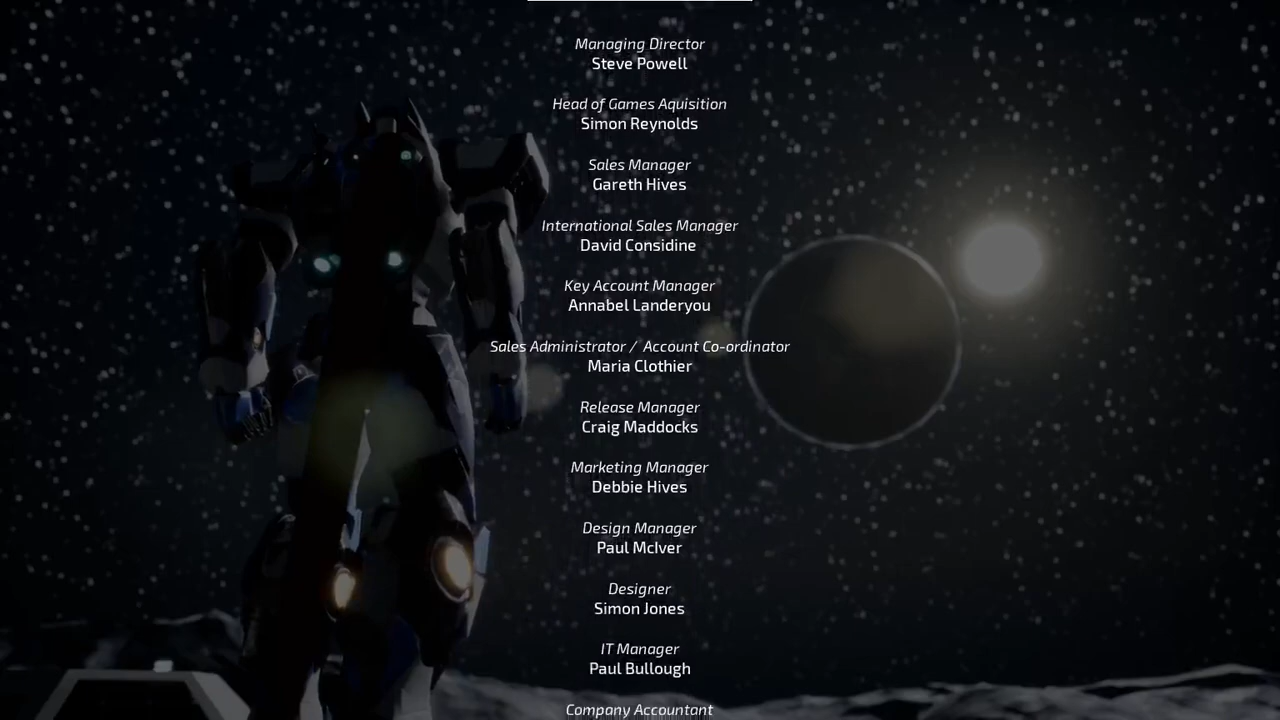 Managing Director
Steve Powell
Head of Games Aquisition
Simon Reynolds
Sales Manager
Gareth Hives
International Sales Manager
David Considine
Key Account Manager
Annabel Landeryou
Sales Administrator / Account Co-ordinator
Maria Clothier
Release Manager
Craig Maddocks
Marketing Manager
Debbie Hives
Design Manager
Paul McIver
Designer
Simon Jones
IT Manager
Paul Bullough
Company Accountant